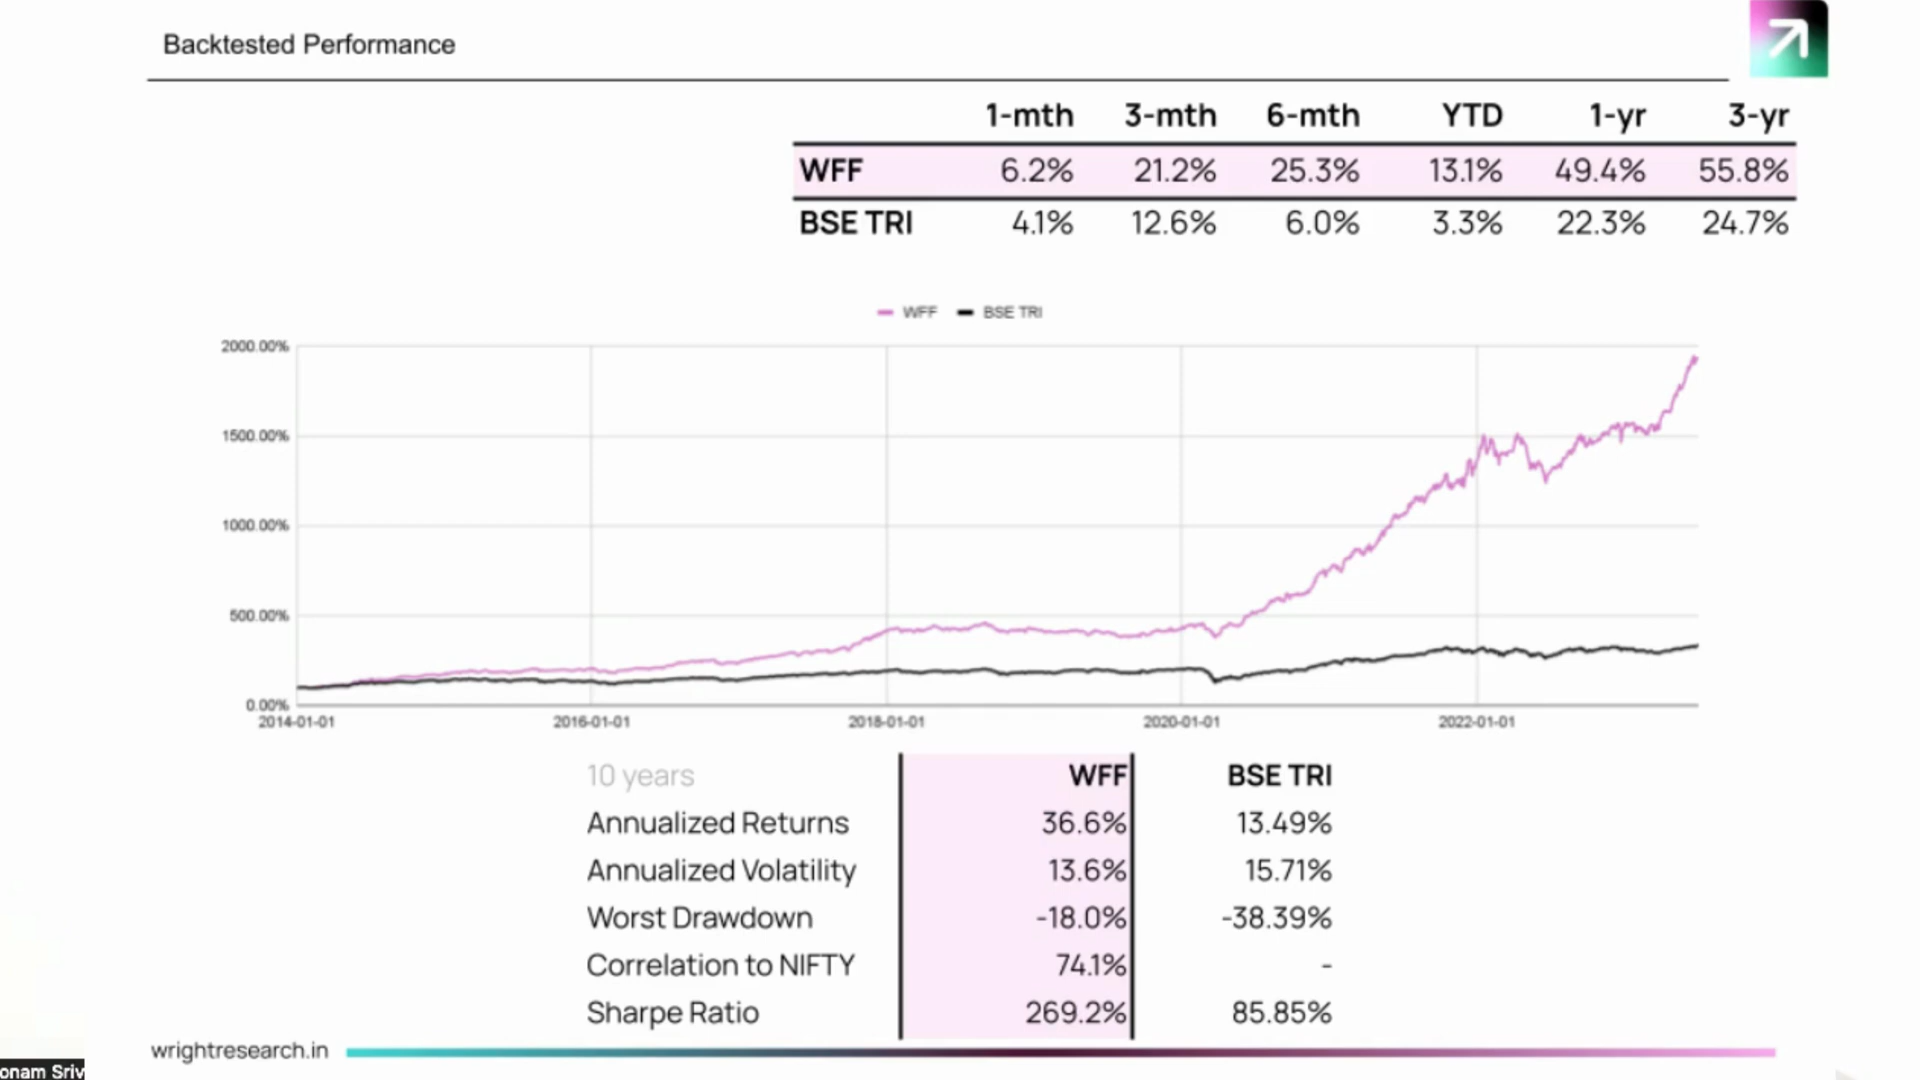 Backtested Performance
1-mth 3-mth 6-mth YTD 1-yr 3-yr
WFF 6.2% 21.2% 25.3% 13.1% 49.4% 55.8%
BSE TRI 4.1% 12.6% 6.0% 3.3% 22.3% 24.7%
WFF BSE TRI
2000.00%
1500.00%
1000.00%
500.00%
0.00%
2014-01-01 2016-01-01 2018-01-01 2020-01-01 2022-01-01
10 years WFF BSE TRI
Annualized Returns 36.6% 13.49%
Annualized Volatility 13.6% 15.71%
Worst Drawdown -18.0% -38.39%
Correlation to NIFTY 74.1% -
Sharpe Ratio 269.2% 85.85%
wrightresearch.in
onam Sriv